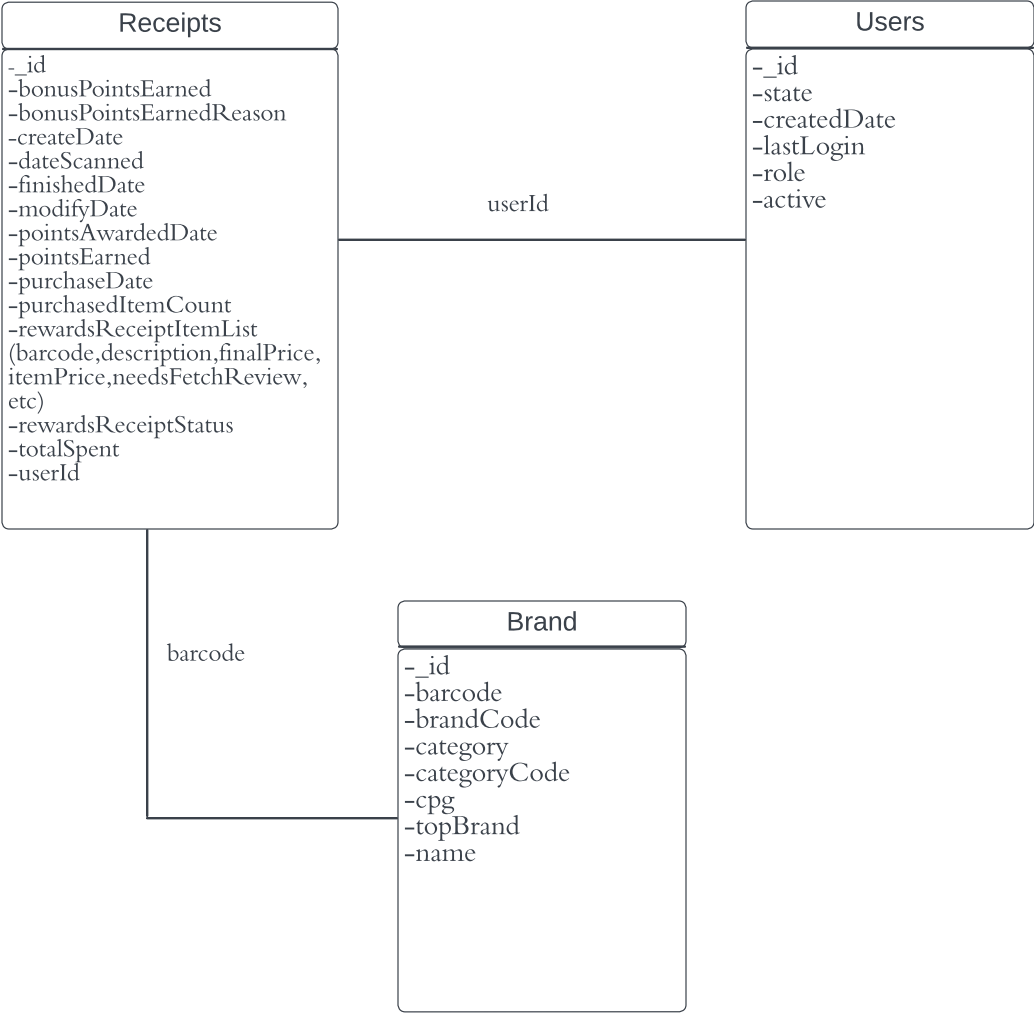 Receipts
-_id
-bonusPointsEarned
-bonusPointsEarnedReason
-createDate
-dateScanned
-finishedDate
-modifyDate
-pointsAwardedDate
-pointsEarned
-purchaseDate
-purchasedItemCount
-rewardsReceiptItemList
(barcode,description,finalPrice,
itemPrice,needsFetchReview,
etc)
-rewardsReceiptStatus
-totalSpent
-userId
userId
Users
-_id
-state
-createdDate
-lastLogin
-role
-active
barcode
Brand
-_id
-barcode
-brandCode
-category
-categoryCode
-cpg
-topBrand
-name